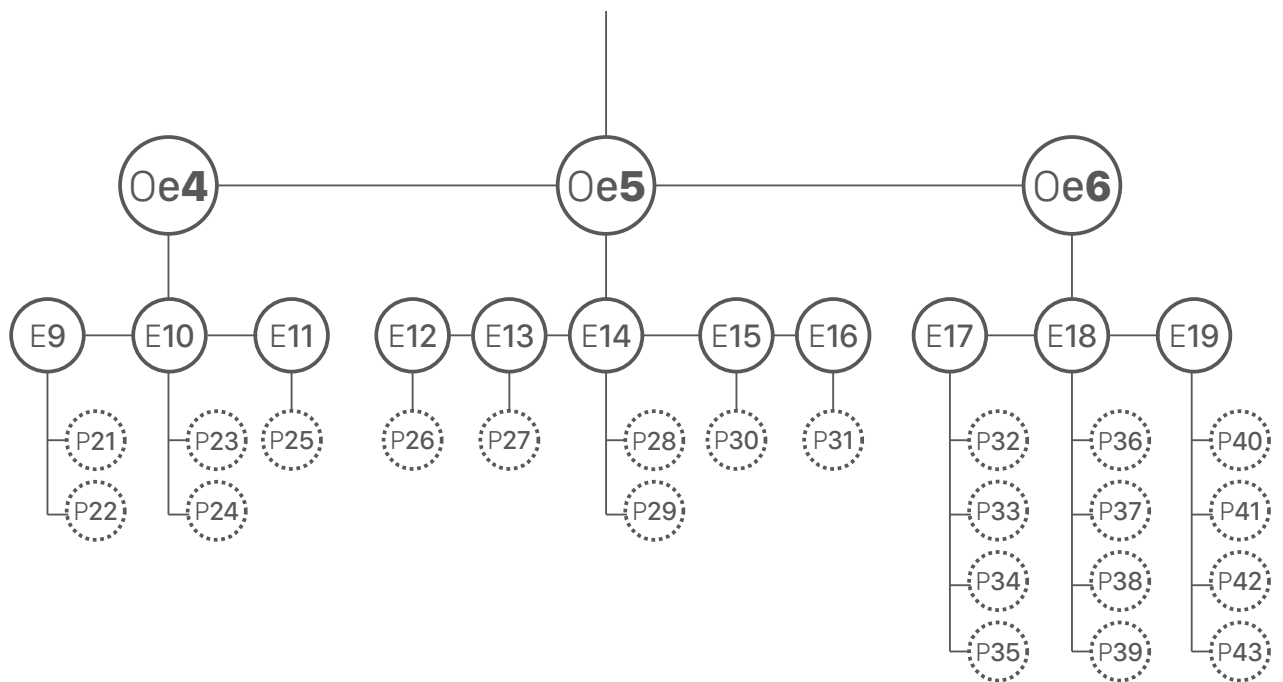 Oe4 Oe5 Oe6
E9 E10 E11 E12 E13 E14 E15 E16 E17 E18 E19
P21 P23 P25 P26 P27 P28 P30 P31 P32 P36 P40
P22 P24 P29 P33 P37 P41
P34 P38 P42
P35 P39 P43